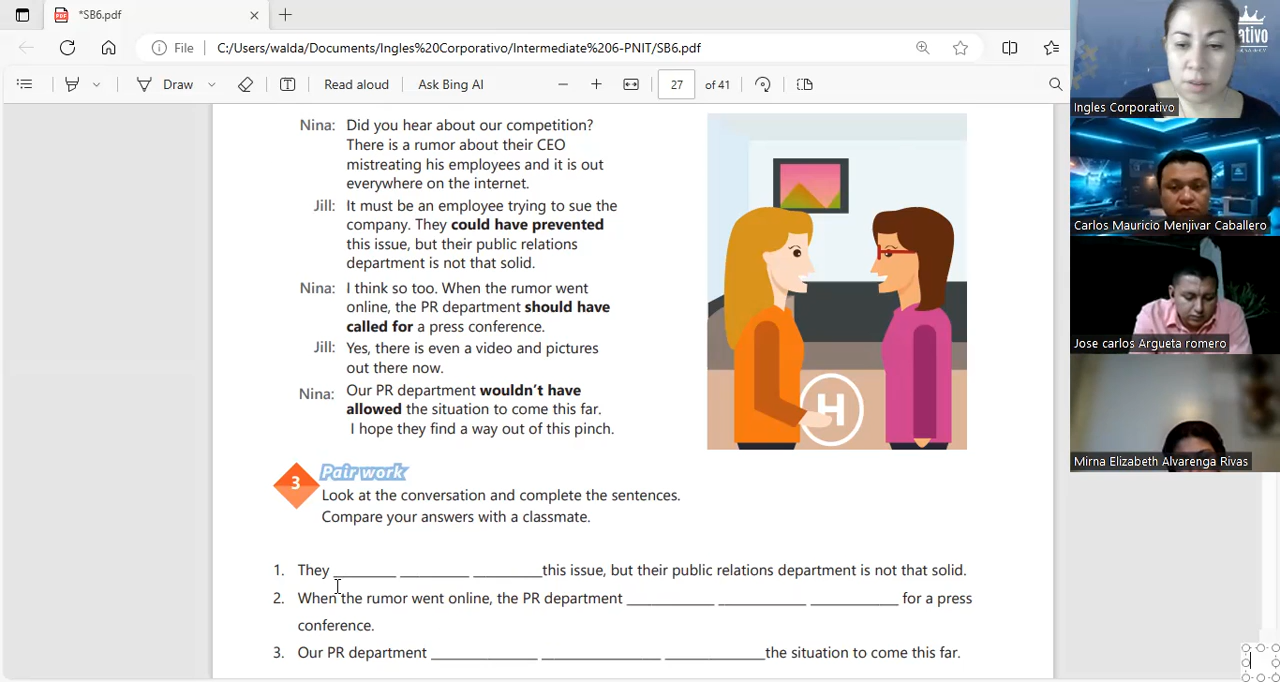 *SB6.pdf
File C:/Users/walda/Documents/Ingles%20Corporativo/Intermediate%206-PNIT/SB6.pdf
Draw Read aloud Ask Bing AI 27 of 41
Nina: Did you hear about our competition?
There is a rumor about their CEO
mistreating his employees and it is out
everywhere on the internet.
Jill: It must be an employee trying to sue the
company. They could have prevented
this issue, but their public relations
department is not that solid.
Nina: I think so too. When the rumor went
online, the PR department should have
called for a press conference.
Jill: Yes, there is even a video and pictures
out there now.
Nina: Our PR department wouldn't have
allowed the situation to come this far.
I hope they find a way out of this pinch.
H
3 Pair work
Look at the conversation and complete the sentences.
Compare your answers with a classmate.
1. They ________ ________ ________this issue, but their public relations department is not that solid.
2. When the rumor went online, the PR department __________ __________ __________ for a press
conference.
3. Our PR department ____________ _____________ ___________the situation to come this far.
ativo
Ingles Corporativo
Carlos Mauricio Menjivar Caballero
Jose carlos Argueta romero
Mirna Elizabeth Alvarenga Rivas